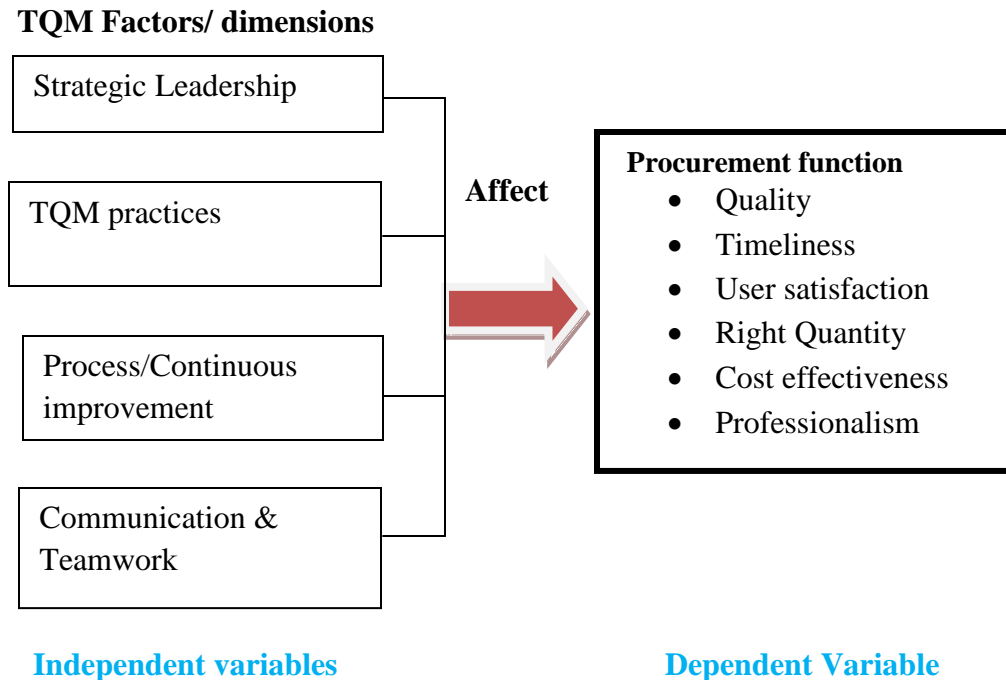 TQM Factors/ dimensions
Strategic Leadership
TQM practices
Process/Continuous
improvement
Communication &
Teamwork
Affect
Procurement function
• Quality
• Timeliness
• User satisfaction
• Right Quantity
• Cost effectiveness
• Professionalism
Independent variables
Dependent Variable